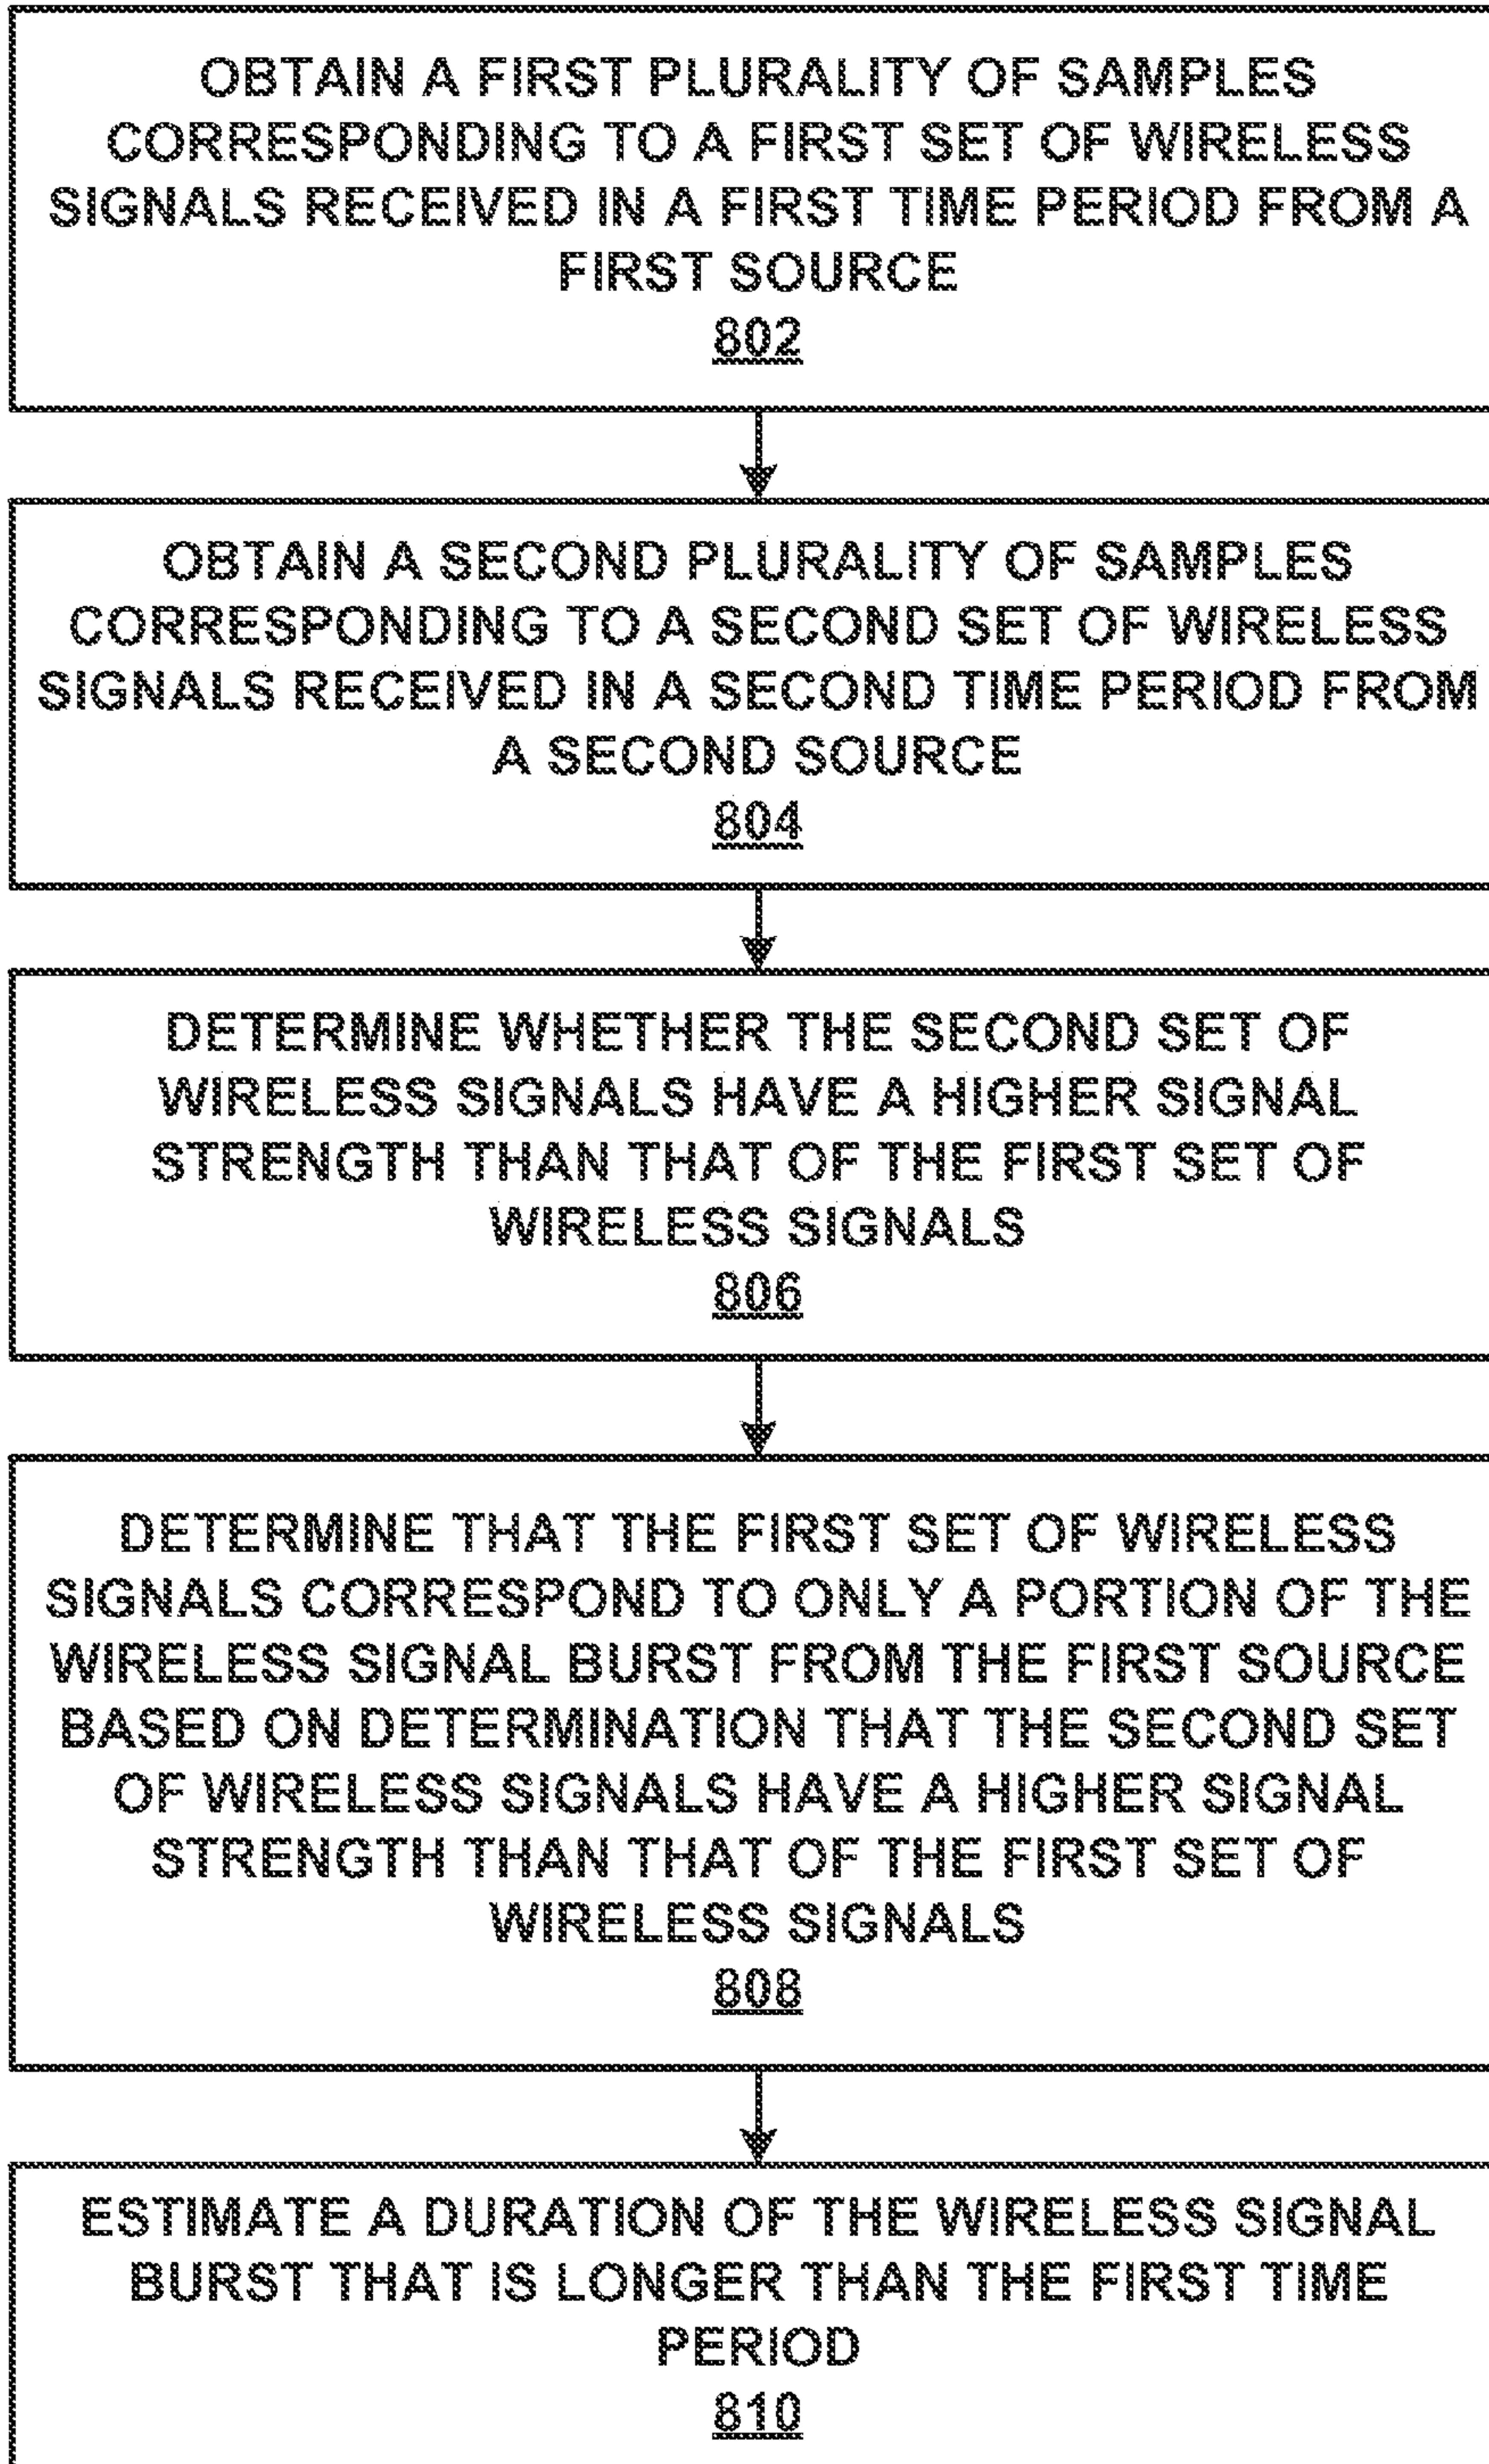 OBTAIN A FIRST PLURALITY OF SAMPLES
CORRESPONDING TO A FIRST SET OF WIRELESS
SIGNALS RECEIVED IN A FIRST TIME PERIOD FROM A
FIRST SOURCE
802
OBTAIN A SECOND PLURALITY OF SAMPLES
CORRESPONDING TO A SECOND SET OF WIRELESS
SIGNALS RECEIVED IN A SECOND TIME PERIOD FROM
A SECOND SOURCE
804
DETERMINE WHETHER THE SECOND SET OF
WIRELESS SIGNALS HAVE A HIGHER SIGNAL
STRENGTH THAN THAT OF THE FIRST SET OF
WIRELESS SIGNALS
806
DETERMINE THAT THE FIRST SET OF WIRELESS
SIGNALS CORRESPOND TO ONLY A PORTION OF THE
WIRELESS SIGNAL BURST FROM THE FIRST SOURCE
BASED ON DETERMINATION THAT THE SECOND SET
OF WIRELESS SIGNALS HAVE A HIGHER SIGNAL
STRENGTH THAN THAT OF THE FIRST SET OF
WIRELESS SIGNALS
808
ESTIMATE A DURATION OF THE WIRELESS SIGNAL
BURST THAT IS LONGER THAN THE FIRST TIME
PERIOD
810